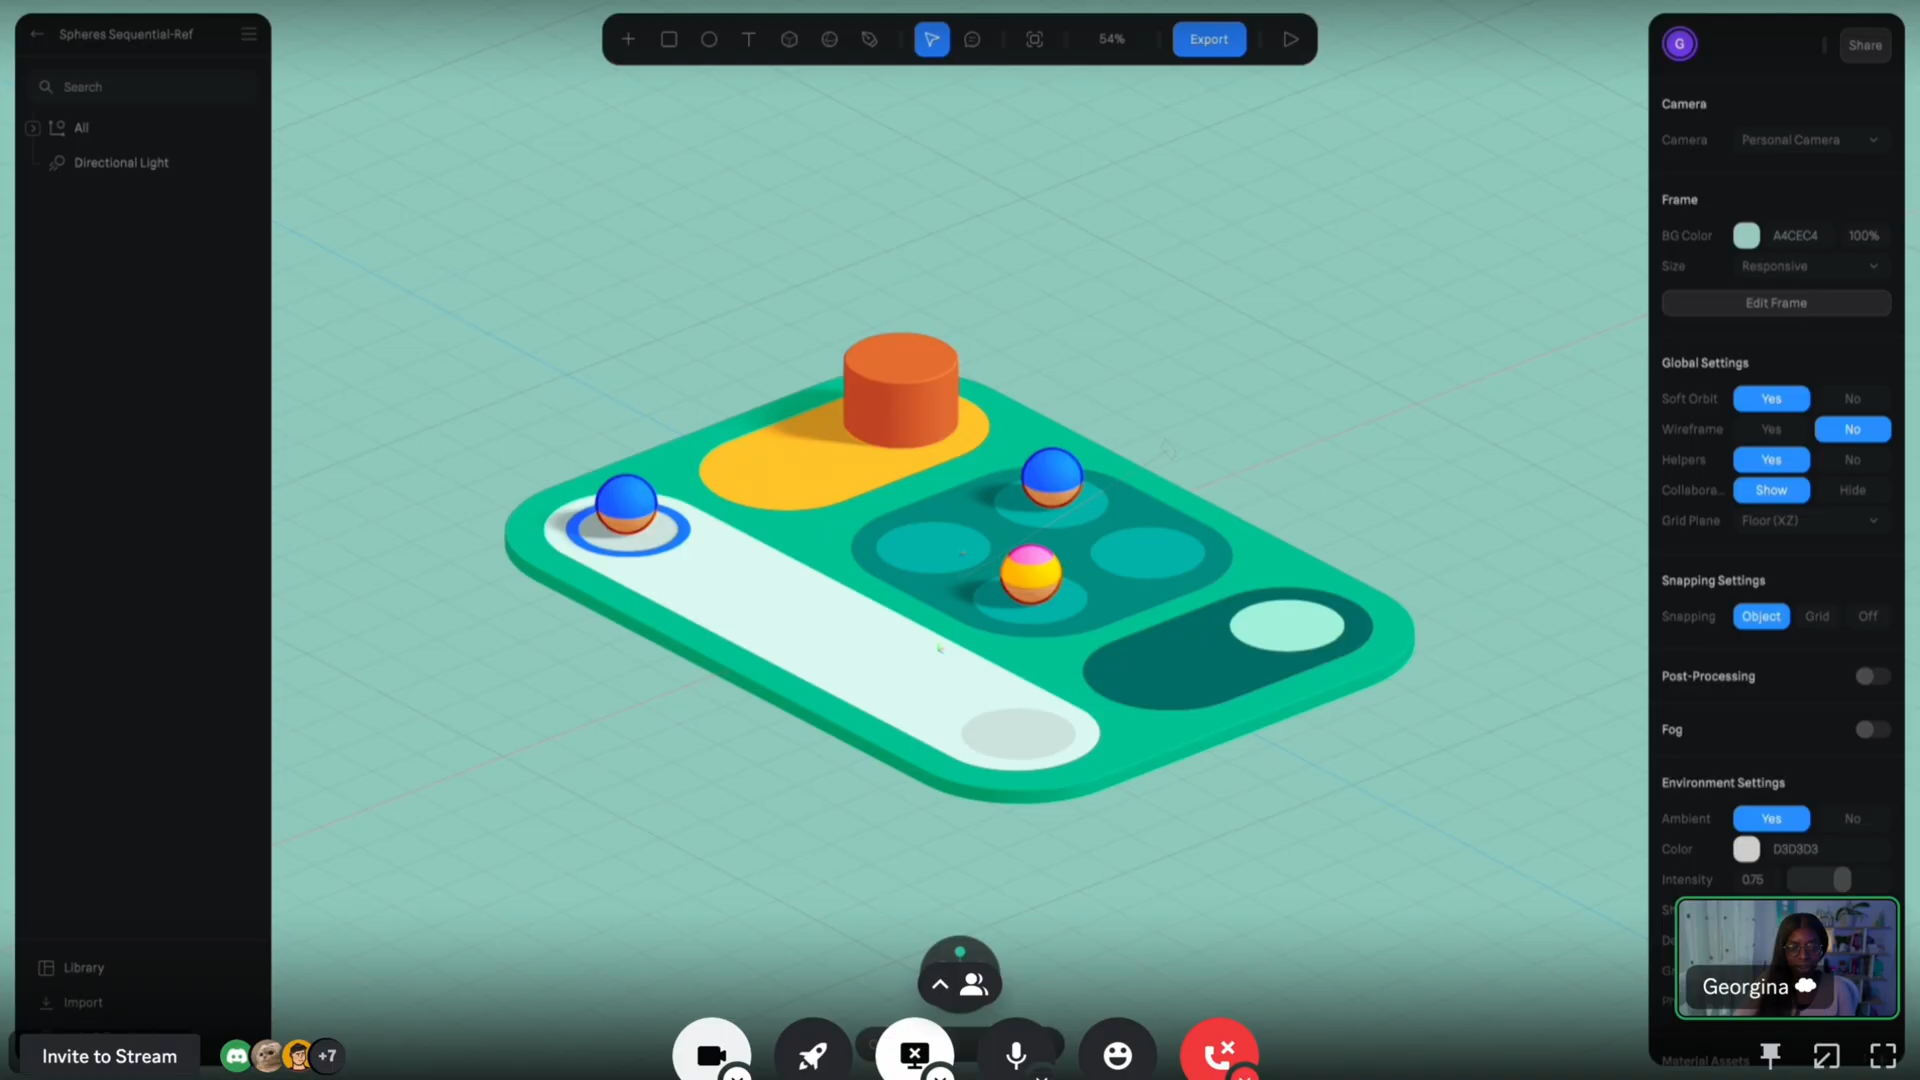 Spheres Sequential-Ref
Search
All
Directional Light
Library
Import
Invite to Stream
+7
54%
Export
G
Share
Camera
Camera Personal Camera
Frame
BG Color A4CEC4 100%
Size Responsive
Edit Frame
Global Settings
Soft Orbit Yes No
Wireframe Yes No
Helpers Yes No
Collabora... Show Hide
Grid Plane Floor (XZ)
Snapping Settings
Snapping Object Grid Off
Post-Processing
Fog
Environment Settings
Ambient Yes No
Color D3D3D3
Intensity 0.75
Georgina
Material Assets